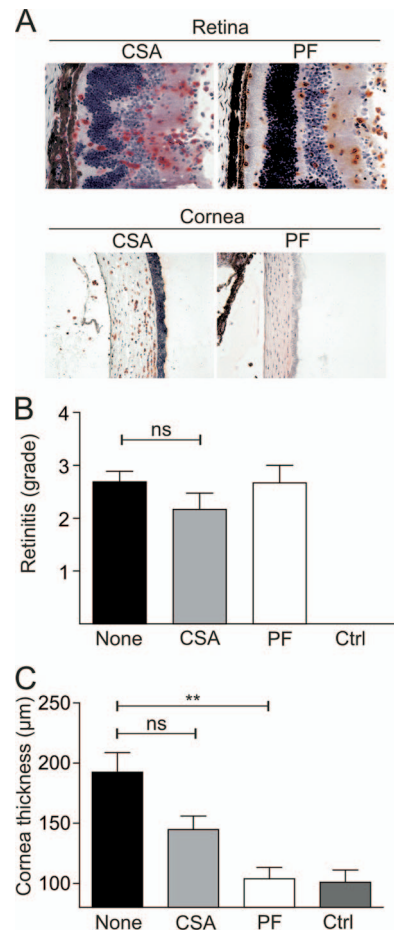 A
Retina
CSA PF
Cornea
CSA PF
B
Retinitis (grade)
4
3
2
1
ns
None CSA PF Ctrl
C
Cornea thickness (µm)
250
200
150
100
**
ns
None CSA PF Ctrl